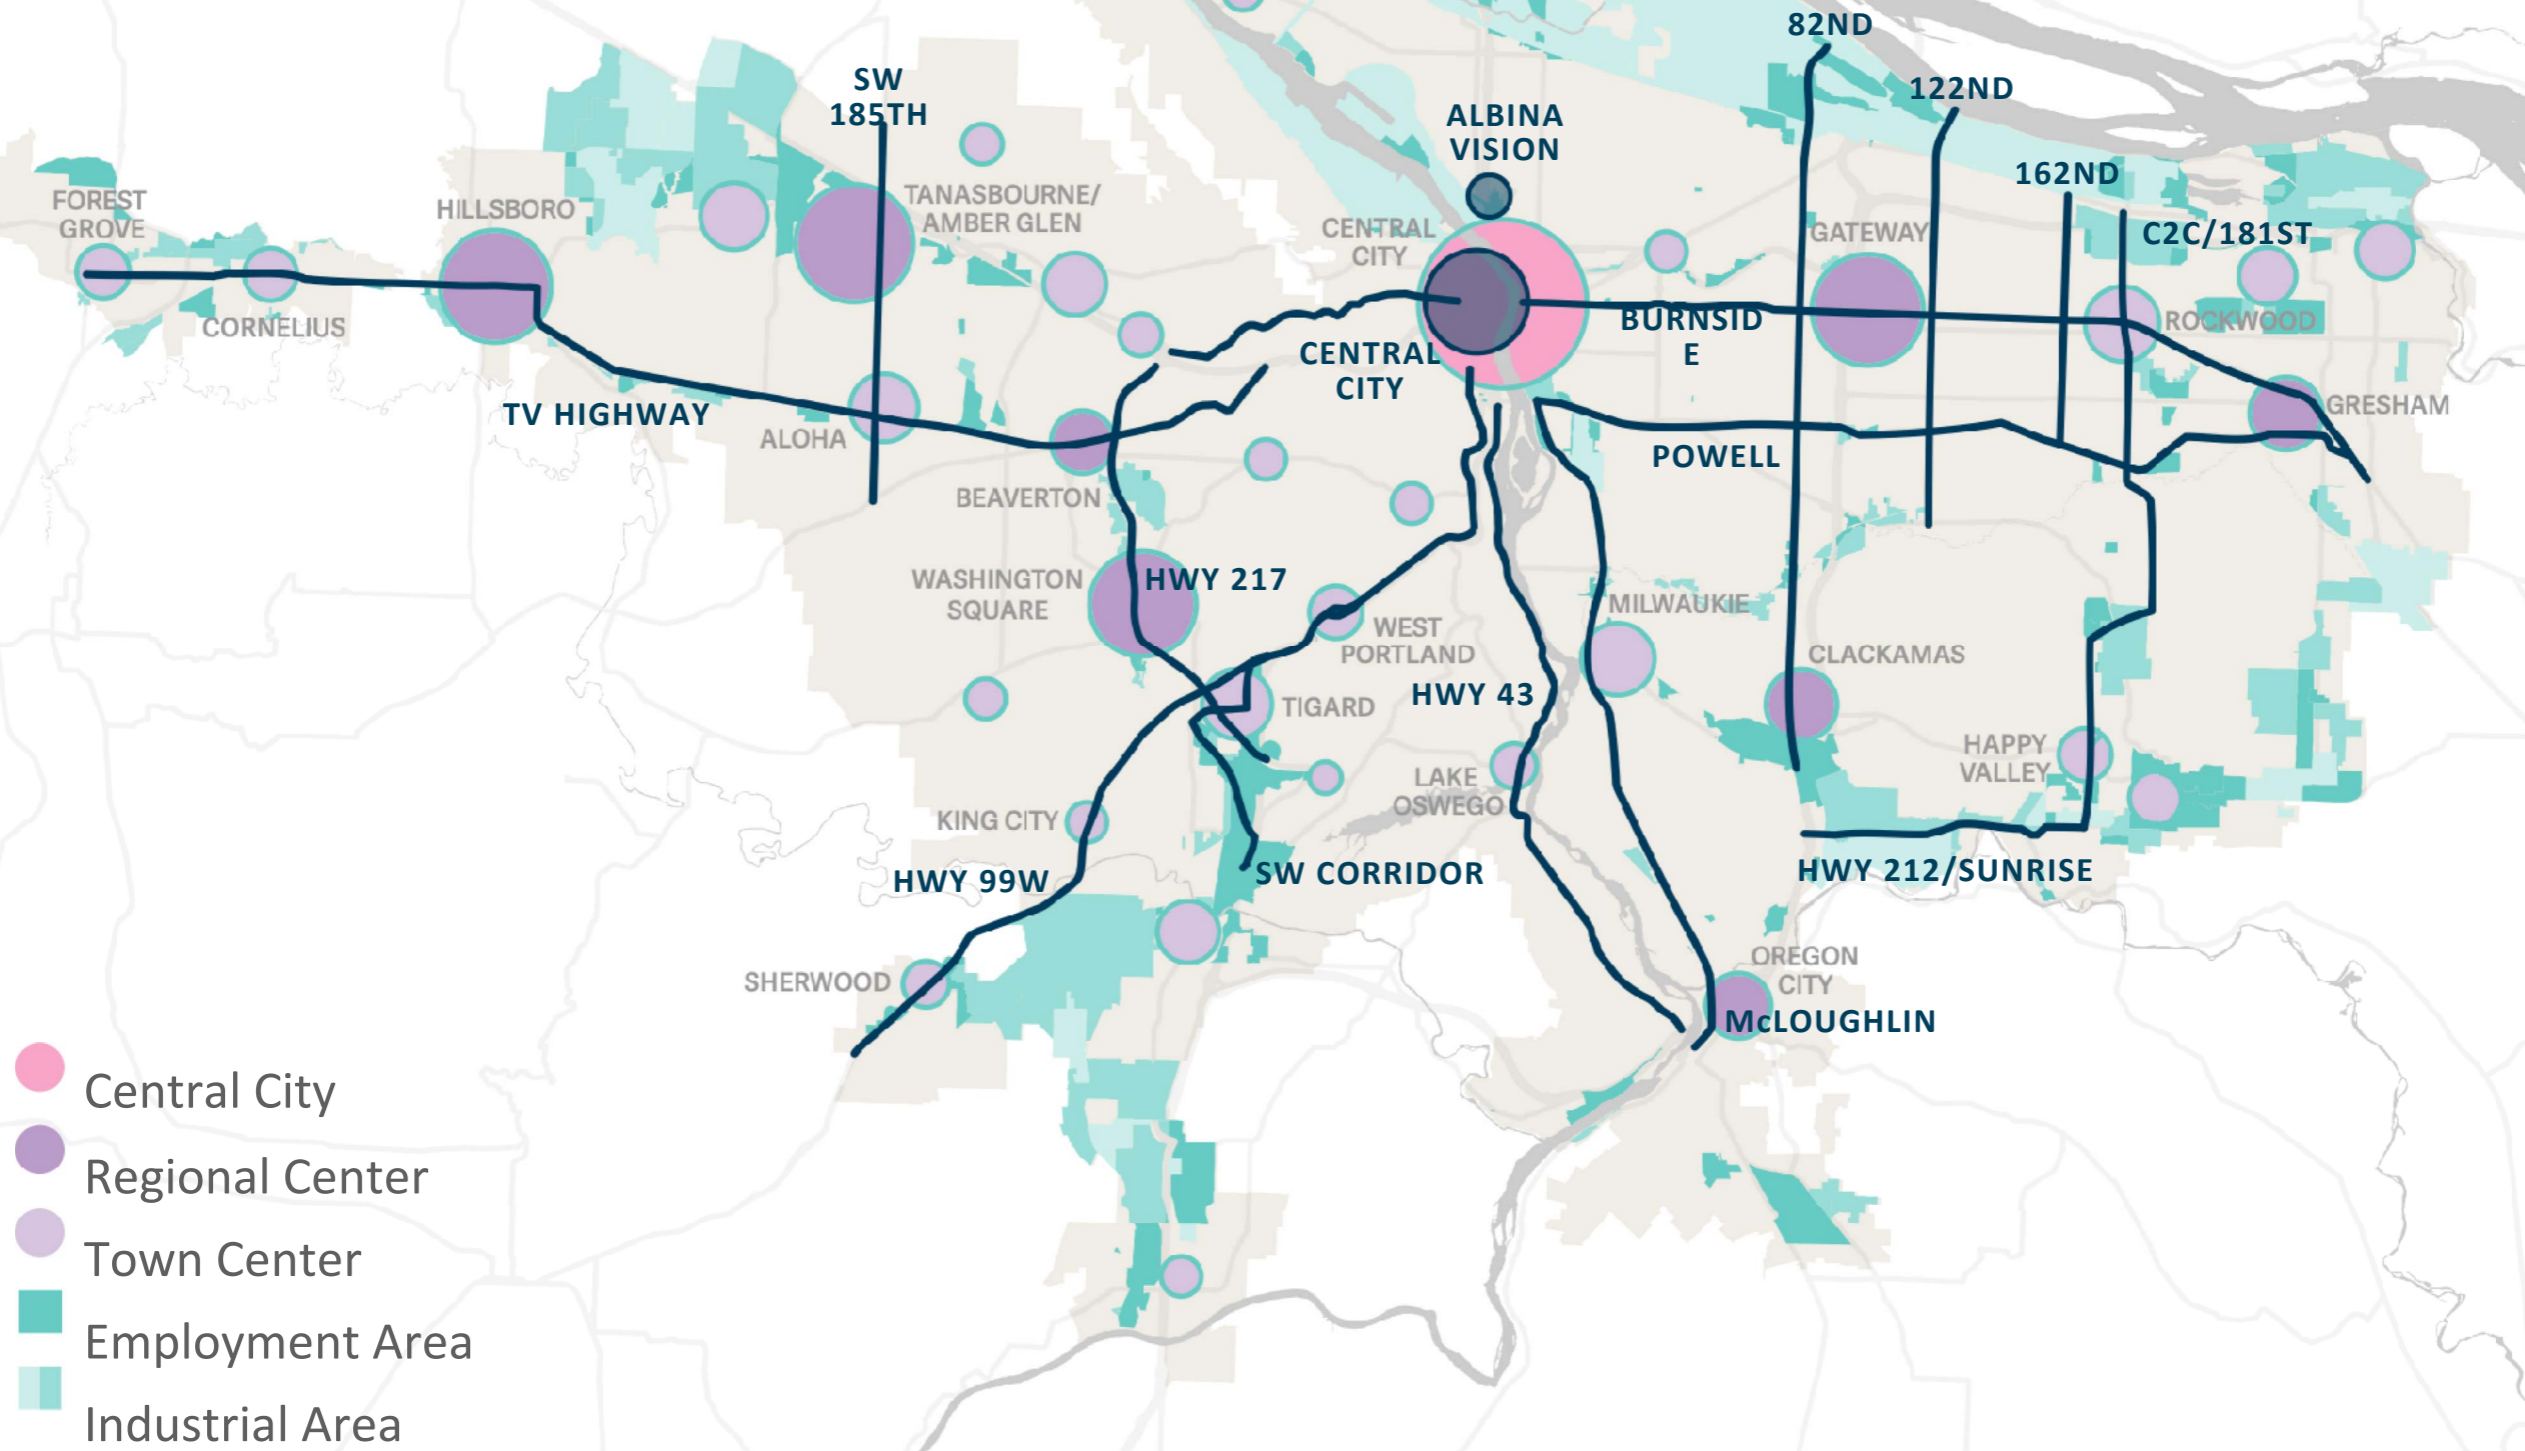 82ND
SW
185TH
122ND
ALBINA
VISION
162ND
FOREST
GROVE
HILLSBORO
TANASBOURNE/
AMBER GLEN
CENTRAL
CITY
GATEWAY
C2C/181ST
CORNELIUS
BURNSID
E
ROCKWOOD
CENTRAL
CITY
TV HIGHWAY
ALOHA
GRESHAM
POWELL
BEAVERTON
WASHINGTON
SQUARE
HWY 217
MILWAUKIE
WEST
PORTLAND
CLACKAMAS
TIGARD
HWY 43
HAPPY
VALLEY
LAKE
OSWEGO
KING CITY
HWY 99W
SW CORRIDOR
HWY 212/SUNRISE
SHERWOOD
OREGON
CITY
McLOUGHLIN
Central City
Regional Center
Town Center
Employment Area
Industrial Area